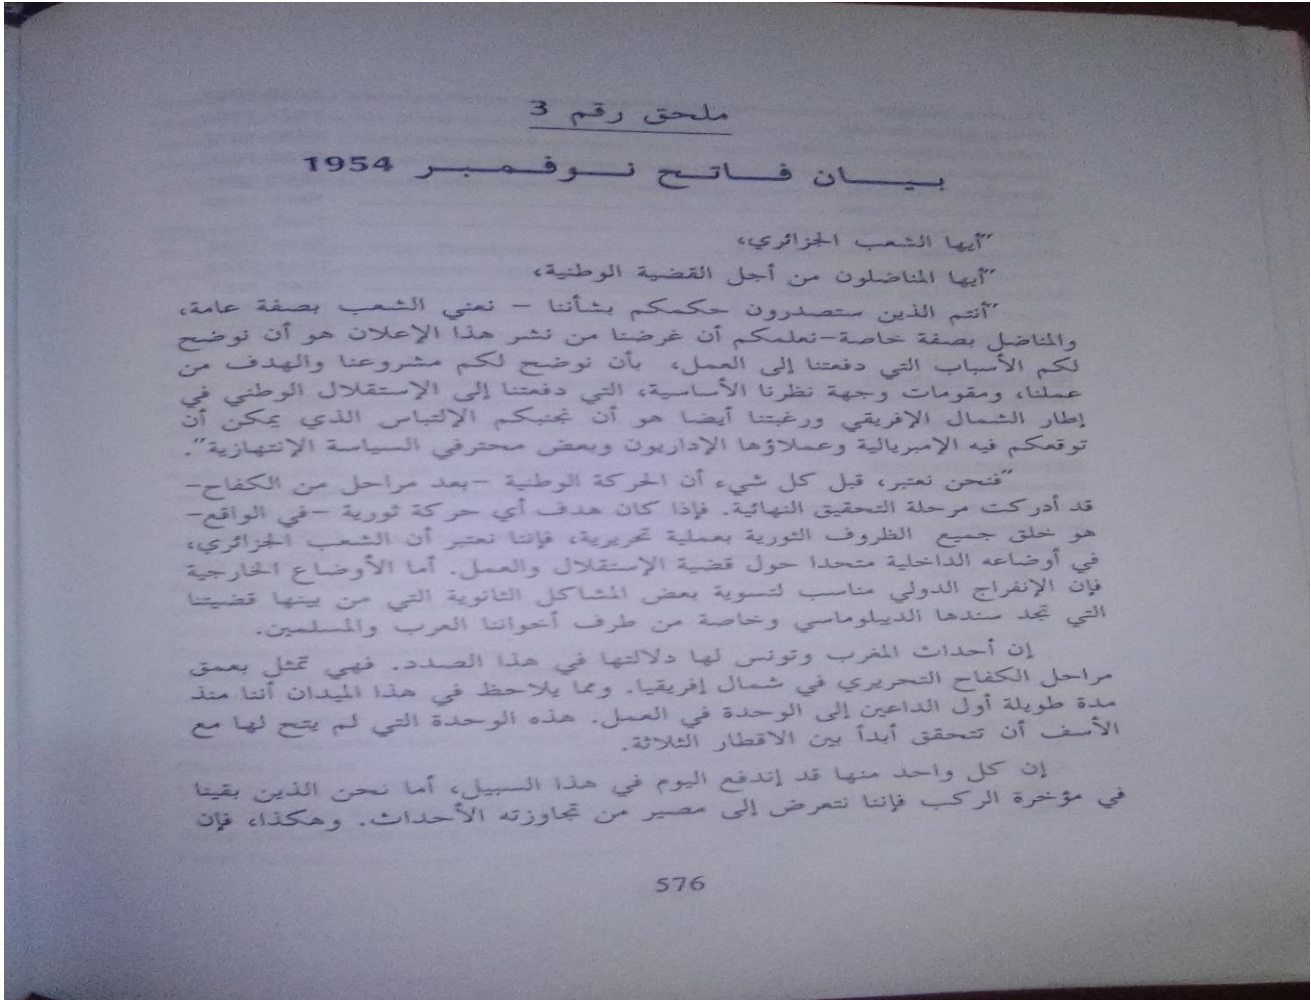 ملحق رقم 3
بيان فاتح نوفمبر 1954
"أيها الشعب الجزائري،
"أيها المناضلون من أجل القضية الوطنية،
"أنتم الذين ستصدرون حكمكم بشأننا – نعني الشعب بصفة عامة،
والمناضل بصفة خاصة–نعلمكم أن غرضنا من نشر هذا الإعلان هو أن نوضح
لكم الأسباب التي دفعتنا إلى العمل، بأن نوضح لكم مشروعنا والهدف من
عملنا، ومقومات وجهة نظرنا الأساسية، التي دفعتنا إلى الإستقلال الوطني في
إطار الشمال الإفريقي ورغبتنا أيضا هو أن نجنبكم الإلتباس الذي يمكن أن
توقعكم فيه الإمبريالية وعملاؤها الإداريون وبعض محترفي السياسة الإنتهازية".
"فنحن نعتبر، قبل كل شيء أن الحركة الوطنية –بعد مراحل من الكفاح–
قد أدركت مرحلة التحقيق النهائية. فإذا كان هدف أي حركة ثورية –في الواقع–
هو خلق جميع الظروف الثورية بعملية تحريرية، فإننا نعتبر أن الشعب الجزائري،
في أوضاعه الداخلية متحدا حول قضية الإستقلال والعمل. أما الأوضاع الخارجية
فإن الإنفراج الدولي مناسب لتسوية بعض المشاكل الثانوية التي من بينها قضيتنا
التي تجد سندها الديبلوماسي وخاصة من طرف أخواننا العرب والمسلمين.
إن أحداث المغرب وتونس لها دلالتها في هذا الصدد. فهي تمثل بعمق
مراحل الكفاح التحريري في شمال إفريقيا. ومما يلاحظ في هذا الميدان أننا منذ
مدة طويلة أول الداعين إلى الوحدة في العمل. هذه الوحدة التي لم يتح لها مع
الأسف أن تتحقق أبدأ بين الاقطار الثلاثة.
إن كل واحد منها قد إندفع اليوم في هذا السبيل، أما نحن الذين بقينا
في مؤخرة الركب فإننا نتعرض إلى مصير من تجاوزته الأحداث. وهكذا، فإن
576